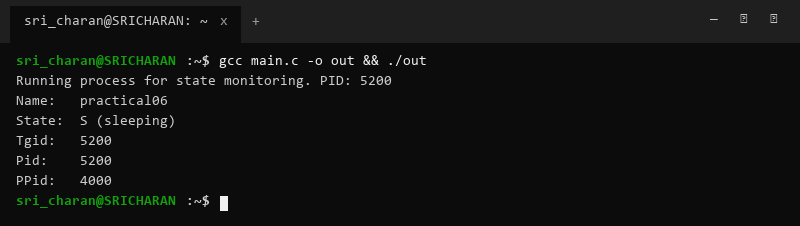 sri_charan@SRICHARAN: ~ x +
sri_charan@SRICHARAN :~$ gcc main.c -o out && ./out
Running process for state monitoring. PID: 5200
Name:   practical06
State:  S (sleeping)
Tgid:   5200
Pid:    5200
PPid:   4000
sri_charan@SRICHARAN :~$